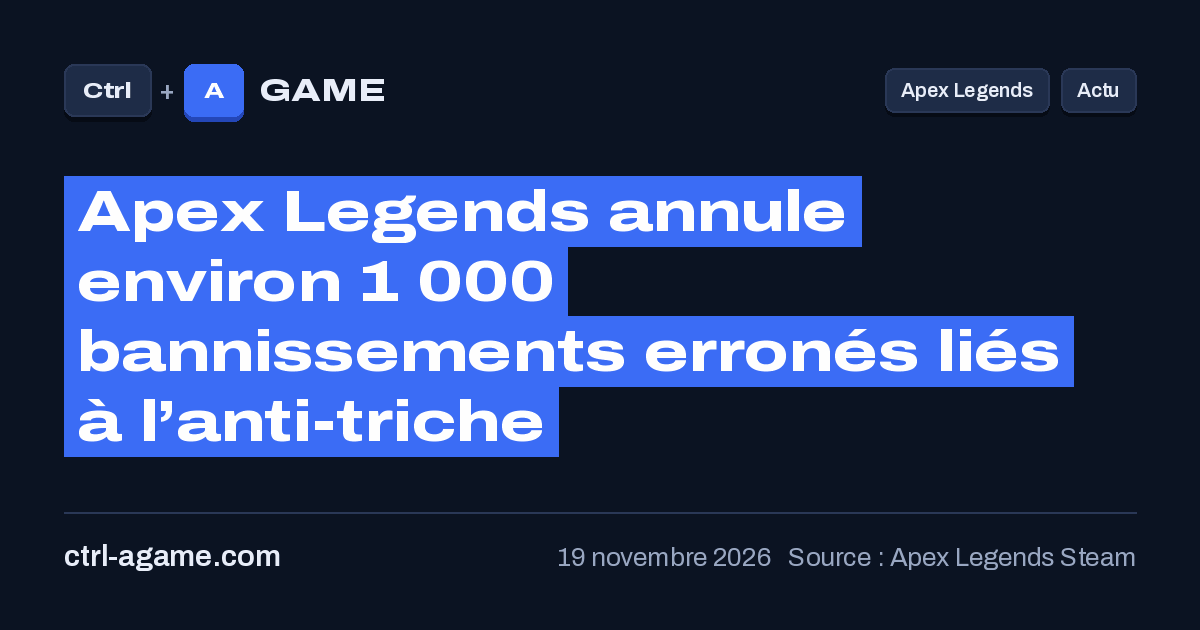 Ctrl + A GAME
Apex Legends
Actu
Apex Legends annule
environ 1 000
bannissements erronés liés
à l’anti-triche
ctrl-agame.com
19 novembre 2026 Source : Apex Legends Steam